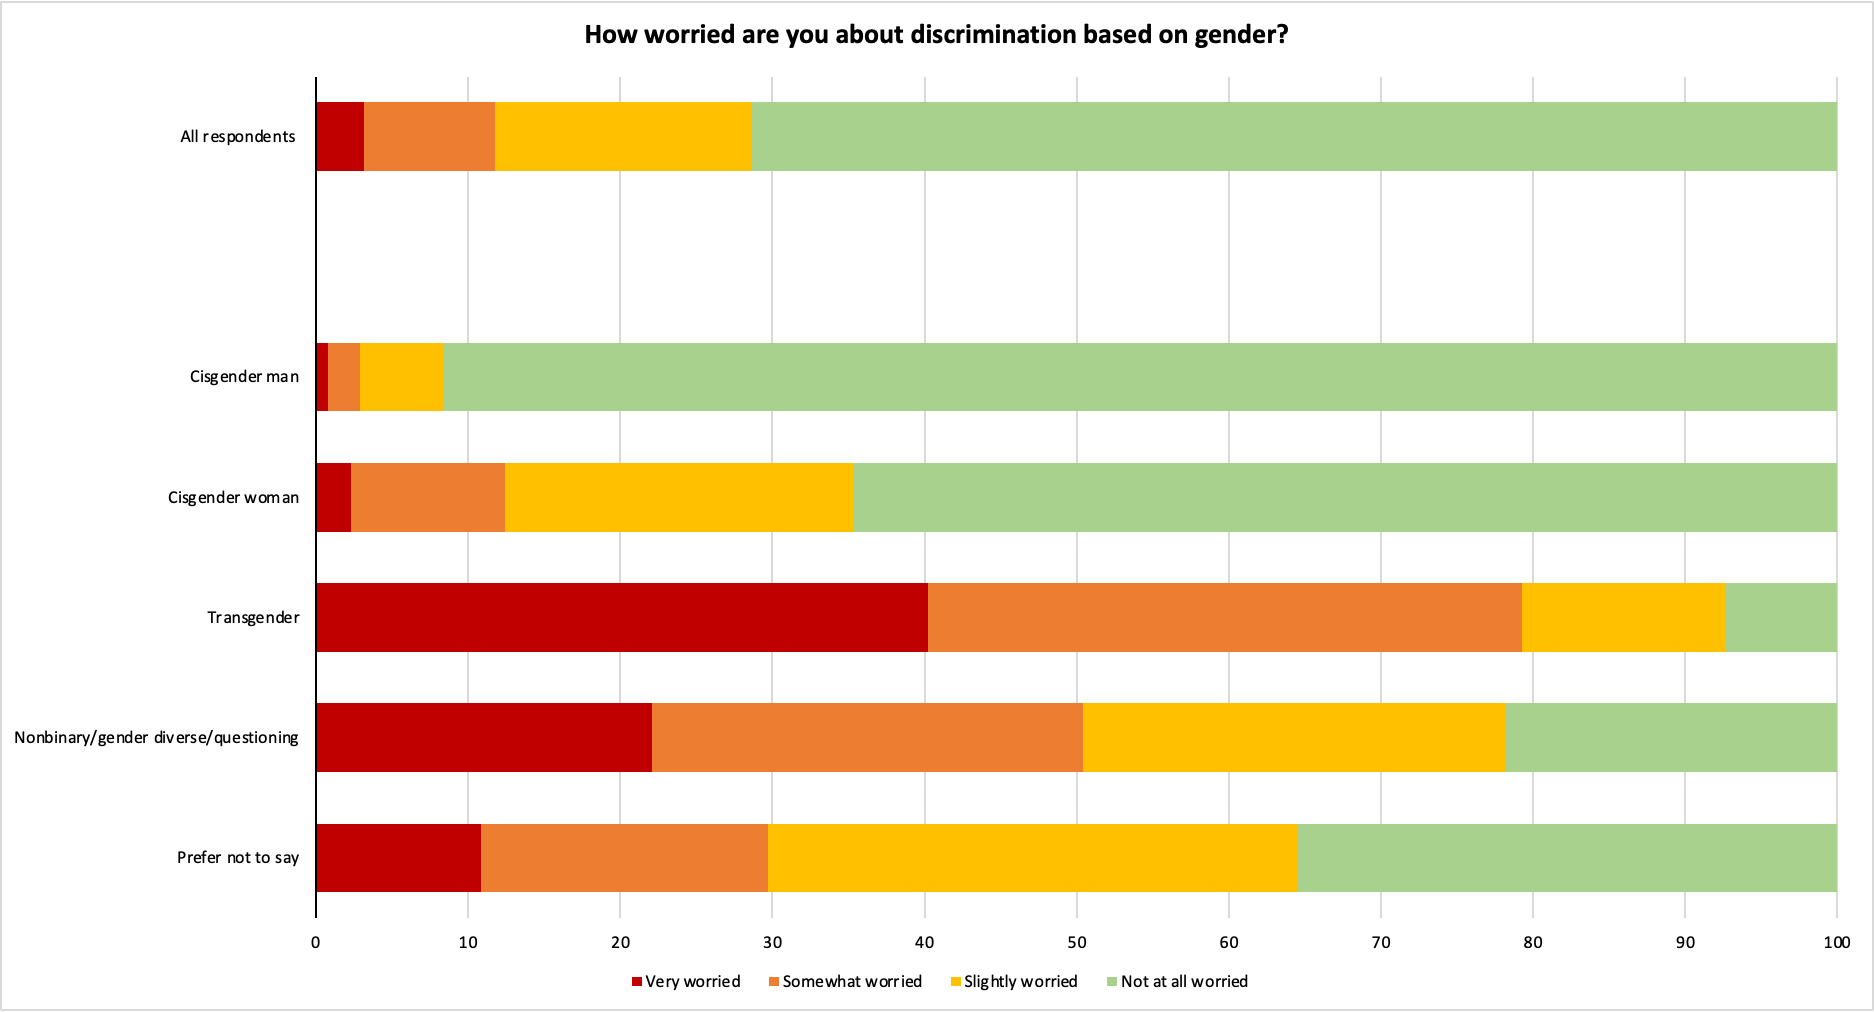 How worried are you about discrimination based on gender?
All respondents
Cisgender man
Cisgender woman
Transgender
Nonbinary/gender diverse/questioning
Prefer not to say
0 10 20 30 40 50 60 70 80 90 100
Very worried Somewhat worried Slightly worried Not at all worried